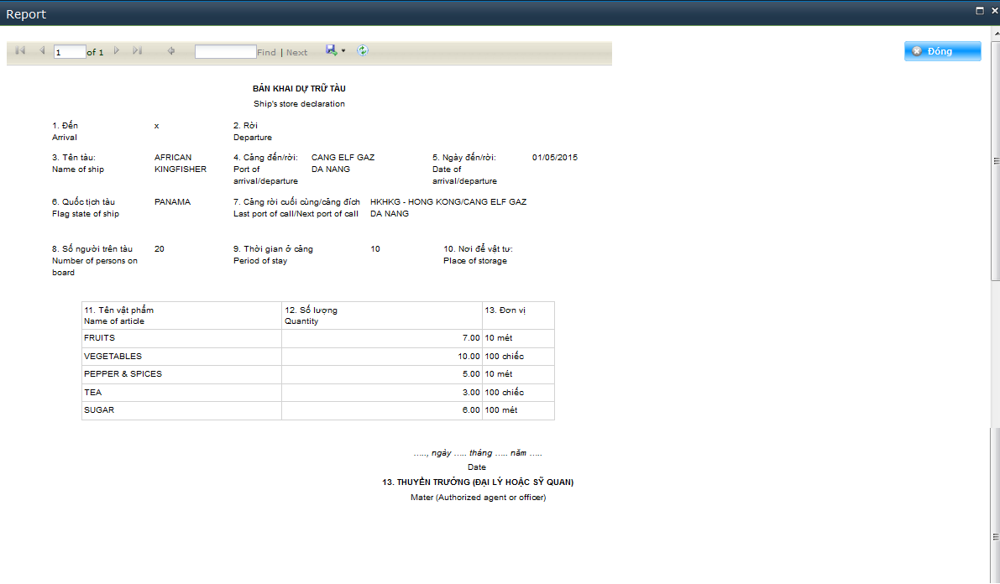 Report
1 of 1 Find | Next
Đóng
BẢN KHAI DỰ TRỮ TÀU
Ship's store declaration
1. Đến x 2. Rời
Arrival Departure
3. Tên tàu: AFRICAN 4. Cảng đến/rời: CANG ELF GAZ 5. Ngày đến/rời: 01/05/2015
Name of ship KINGFISHER Port of DA NANG Date of
arrival/departure arrival/departure
6. Quốc tịch tàu PANAMA 7. Cảng rời cuối cùng/cảng đích HKHKG - HONG KONG/CANG ELF GAZ
Flag state of ship Last port of call/Next port of call DA NANG
8. Số người trên tàu 20 9. Thời gian ở cảng 10 10. Nơi để vật tư:
Number of persons on Period of stay Place of storage
board
11. Tên vật phẩm 12. Số lượng 13. Đơn vị
Name of article Quantity
FRUITS 7.00 10 mét
VEGETABLES 10.00 100 chiếc
PEPPER & SPICES 5.00 10 mét
TEA 3.00 100 chiếc
SUGAR 6.00 100 mét
....., ngày ..... tháng ..... năm .....
Date
13. THUYỀN TRƯỞNG (ĐẠI LÝ HOẶC SỸ QUAN)
Mater (Authorized agent or officer)